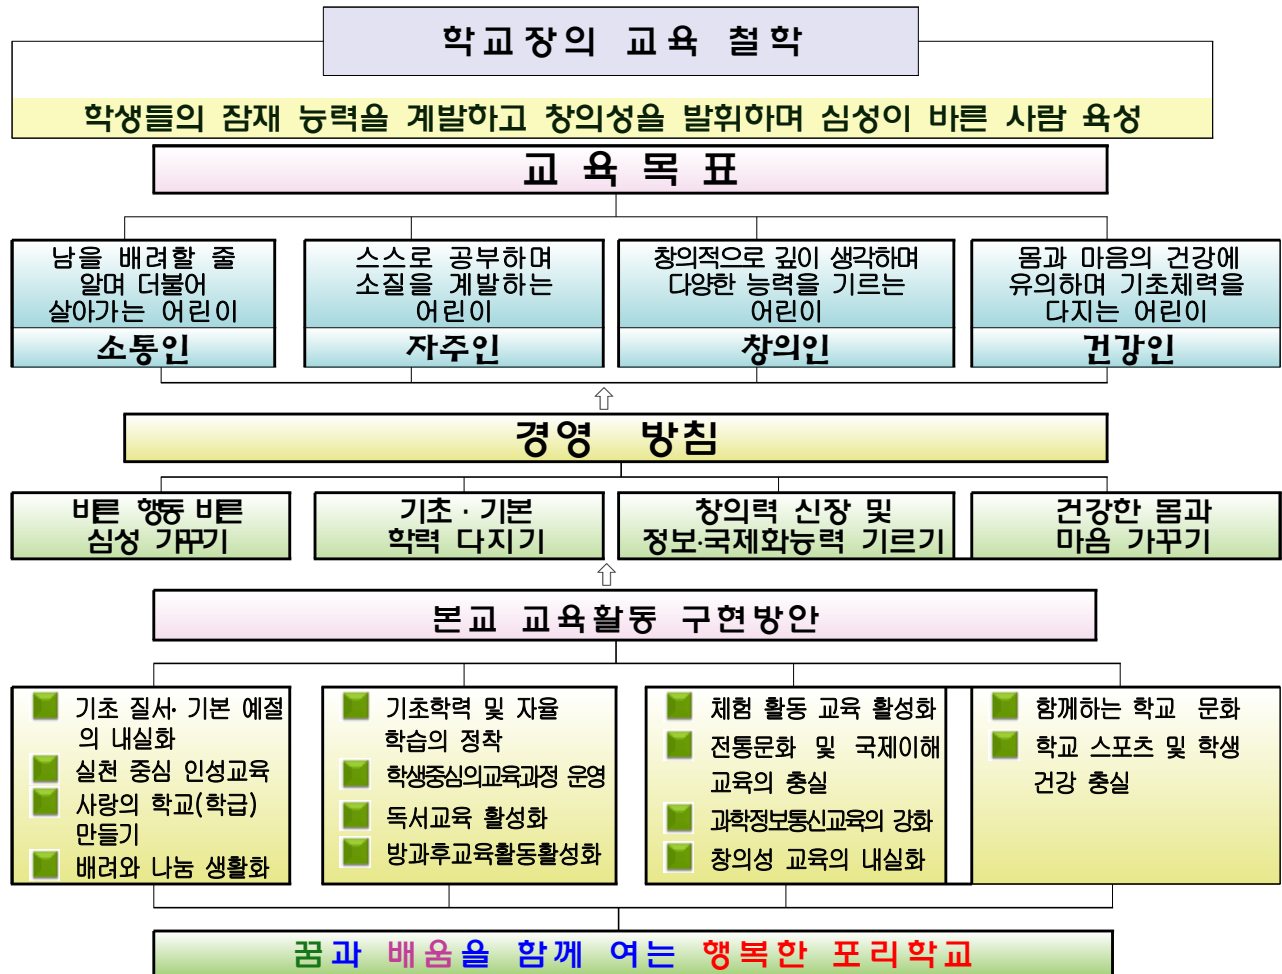 학교장의 교육 철학
학생들의 잠재 능력을 계발하고 창의성을 발휘하며 심성이 바른 사람 육성
교 육 목 표
남을 배려할 줄
알며 더불어
살아가는 어린이
소통인
스스로 공부하며
소질을 계발하는
어린이
자주인
창의적으로 깊이 생각하며
다양한 능력을 기르는
어린이
창의인
몸과 마음의 건강에
유의하며 기초체력을
다지는 어린이
건강인
경영 방침
바른 행동 바른
심성 가꾸기
기초 · 기본
학력 다지기
창의력 신장 및
정보·국제화능력 기르기
건강한 몸과
마음 가꾸기
본교 교육활동 구현방안
기초 질서· 기본 예절
의 내실화
실천 중심 인성교육
사랑의 학교(학급)
만들기
배려와 나눔 생활화
기초학력 및 자율
학습의 정착
학생중심의교육과정 운영
독서교육 활성화
방과후교육활동활성화
체험 활동 교육 활성화
전통문화 및 국제이해
교육의 충실
과학정보통신교육의 강화
창의성 교육의 내실화
함께하는 학교 문화
학교 스포츠 및 학생
건강 충실
꿈과 배움을 함께 여는 행복한 포리학교